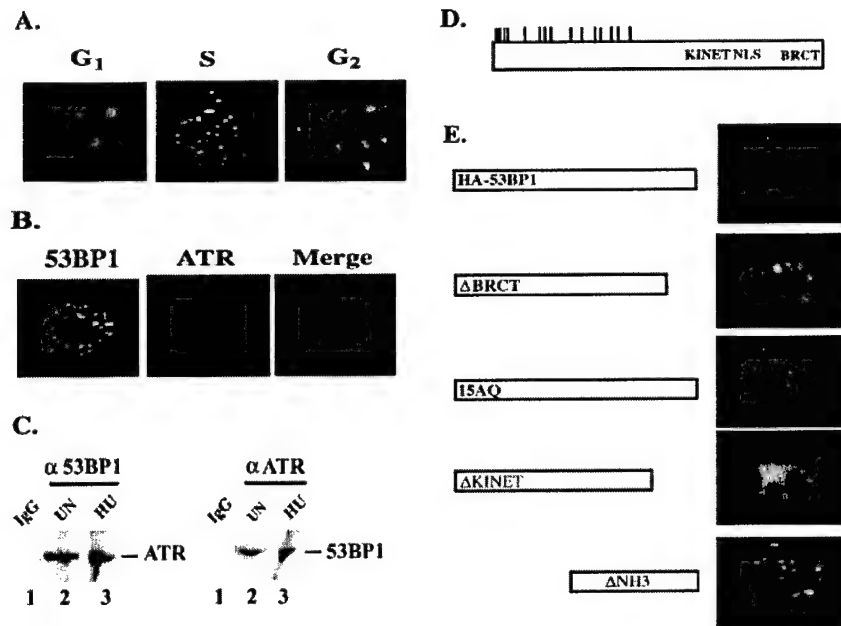 A.
G1 S G2
B.
53BP1 ATR Merge
C.
α 53BP1
IgG UN HU
ATR
1 2 3
α ATR
IgG UN HU
53BP1
1 2 3
D.
KINET NLS BRCT
E.
HA-53BP1
ΔBRCT
15AQ
ΔKINET
ΔNH3